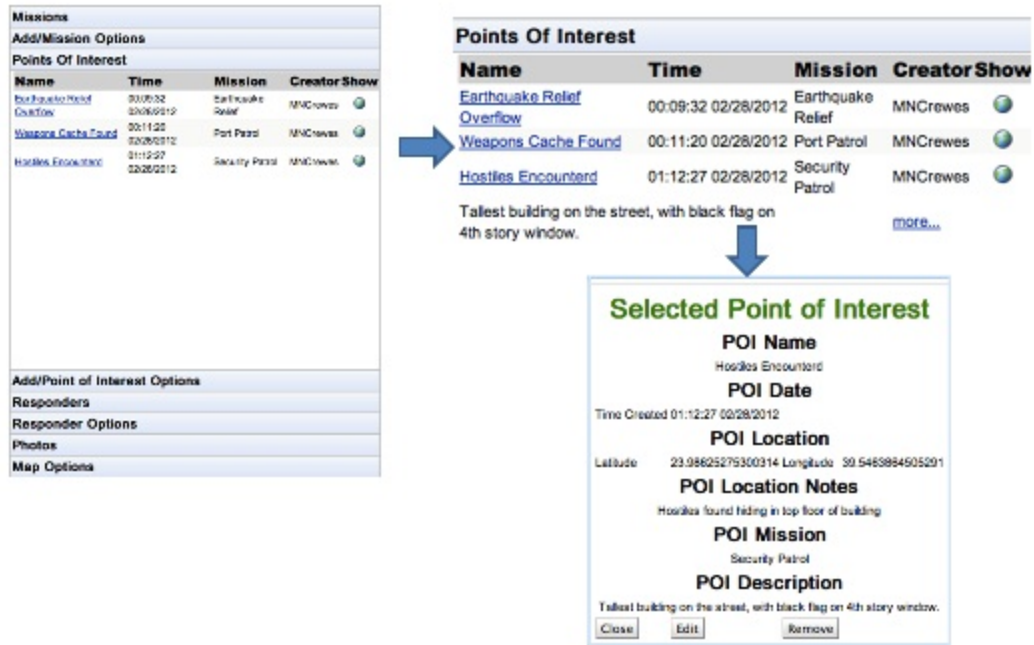 Missions
Add/Mission Options
Points Of Interest
Name Time Mission Creator Show
Earthquake Relief 00:09:32 Earthquake MNCrewes
Overflow 02/28/2012 Relief
Weapons Cache Found 00:11:20 Port Patrol MNCrewes
02/28/2012
Hostiles Encounterd 01:12:27 Security Patrol MNCrewes
02/28/2012
Add/Point of Interest Options
Responders
Responder Options
Photos
Map Options
Points Of Interest
Name Time Mission Creator Show
Earthquake Relief 00:09:32 02/28/2012 Earthquake MNCrewes
Overflow Relief
Weapons Cache Found 00:11:20 02/28/2012 Port Patrol MNCrewes
Hostiles Encounterd 01:12:27 02/28/2012 Security MNCrewes
Patrol
Tallest building on the street, with black flag on more...
4th story window.
Selected Point of Interest
POI Name
Hostiles Encounterd
POI Date
Time Created 01:12:27 02/28/2012
POI Location
Latitude 23.98625275300314 Longitude 39.5463864505291
POI Location Notes
Hostiles found hiding in top floor of building
POI Mission
Security Patrol
POI Description
Tallest building on the street, with black flag on 4th story window.
Close Edit Remove